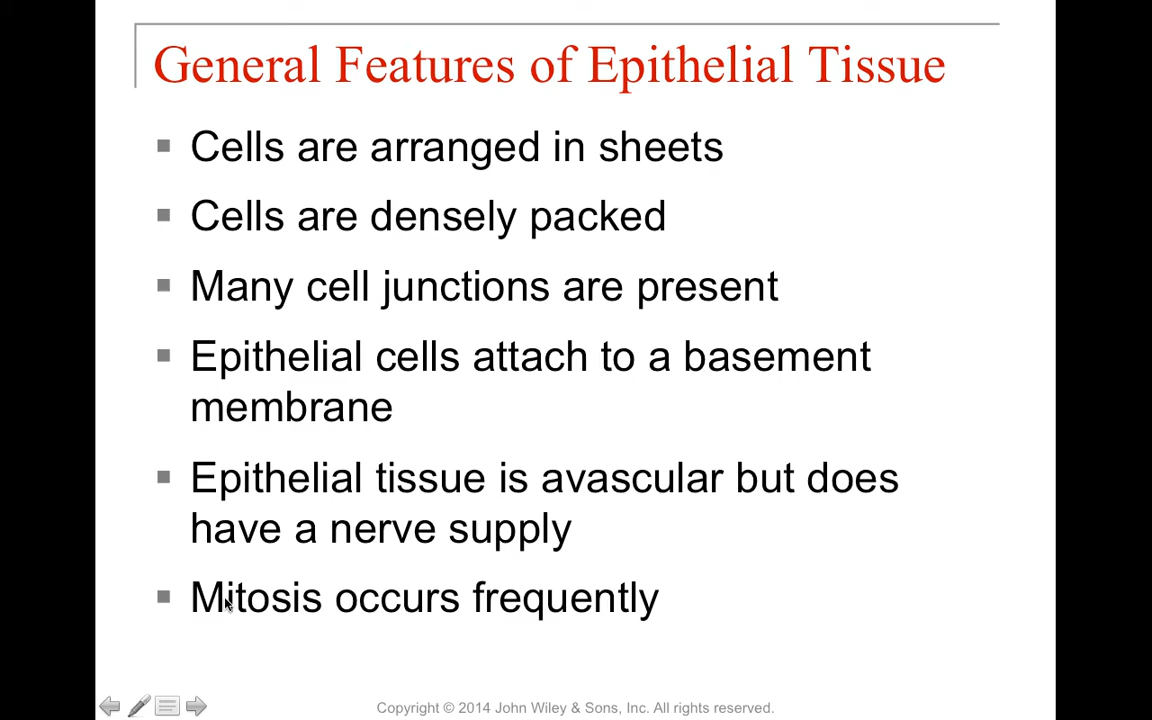 General Features of Epithelial Tissue
Cells are arranged in sheets
Cells are densely packed
Many cell junctions are present
Epithelial cells attach to a basement
membrane
Epithelial tissue is avascular but does
have a nerve supply
Mitosis occurs frequently
Copyright © 2014 John Wiley & Sons, Inc. All rights reserved.